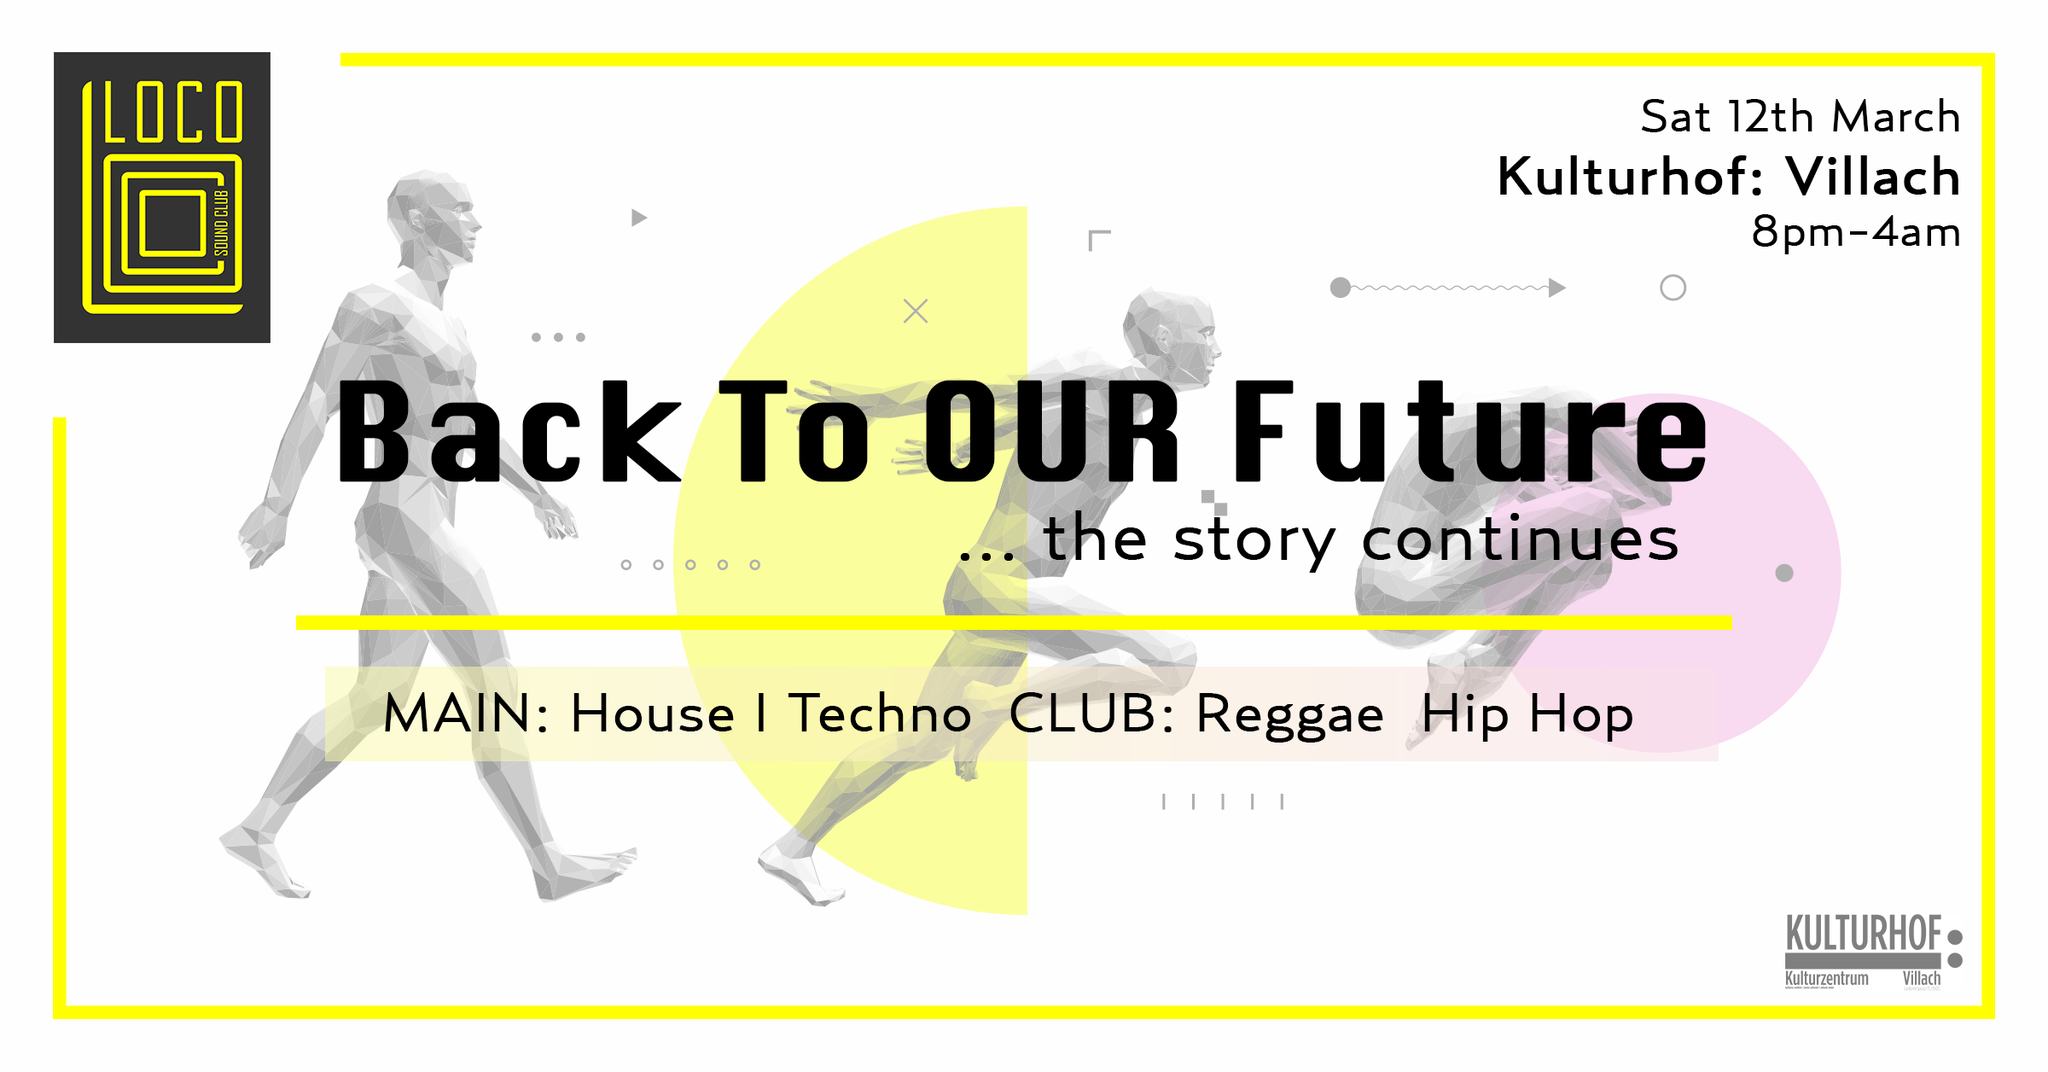 LOCO
SOUND CLUB
Sat 12th March
Kulturhof: Villach
8pm-4am
Back To OUR Future
... the story continues
MAIN: House | Techno CLUB: Reggae Hip Hop
KULTURHOF:
Kulturzentrum Villach